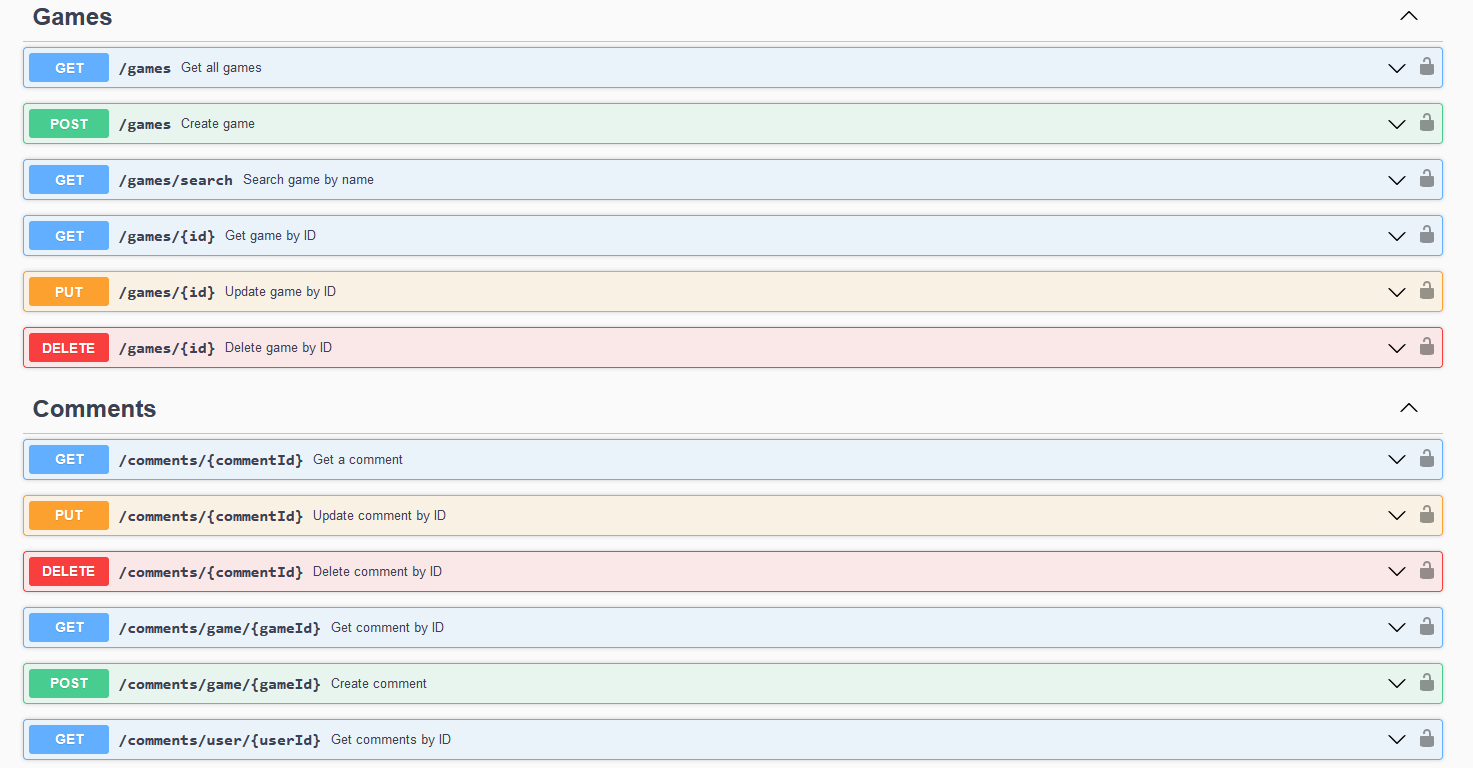 Games
GET /games Get all games
POST /games Create game
GET /games/search Search game by name
GET /games/{id} Get game by ID
PUT /games/{id} Update game by ID
DELETE /games/{id} Delete game by ID
Comments
GET /comments/{commentId} Get a comment
PUT /comments/{commentId} Update comment by ID
DELETE /comments/{commentId} Delete comment by ID
GET /comments/game/{gameId} Get comment by ID
POST /comments/game/{gameId} Create comment
GET /comments/user/{userId} Get comments by ID